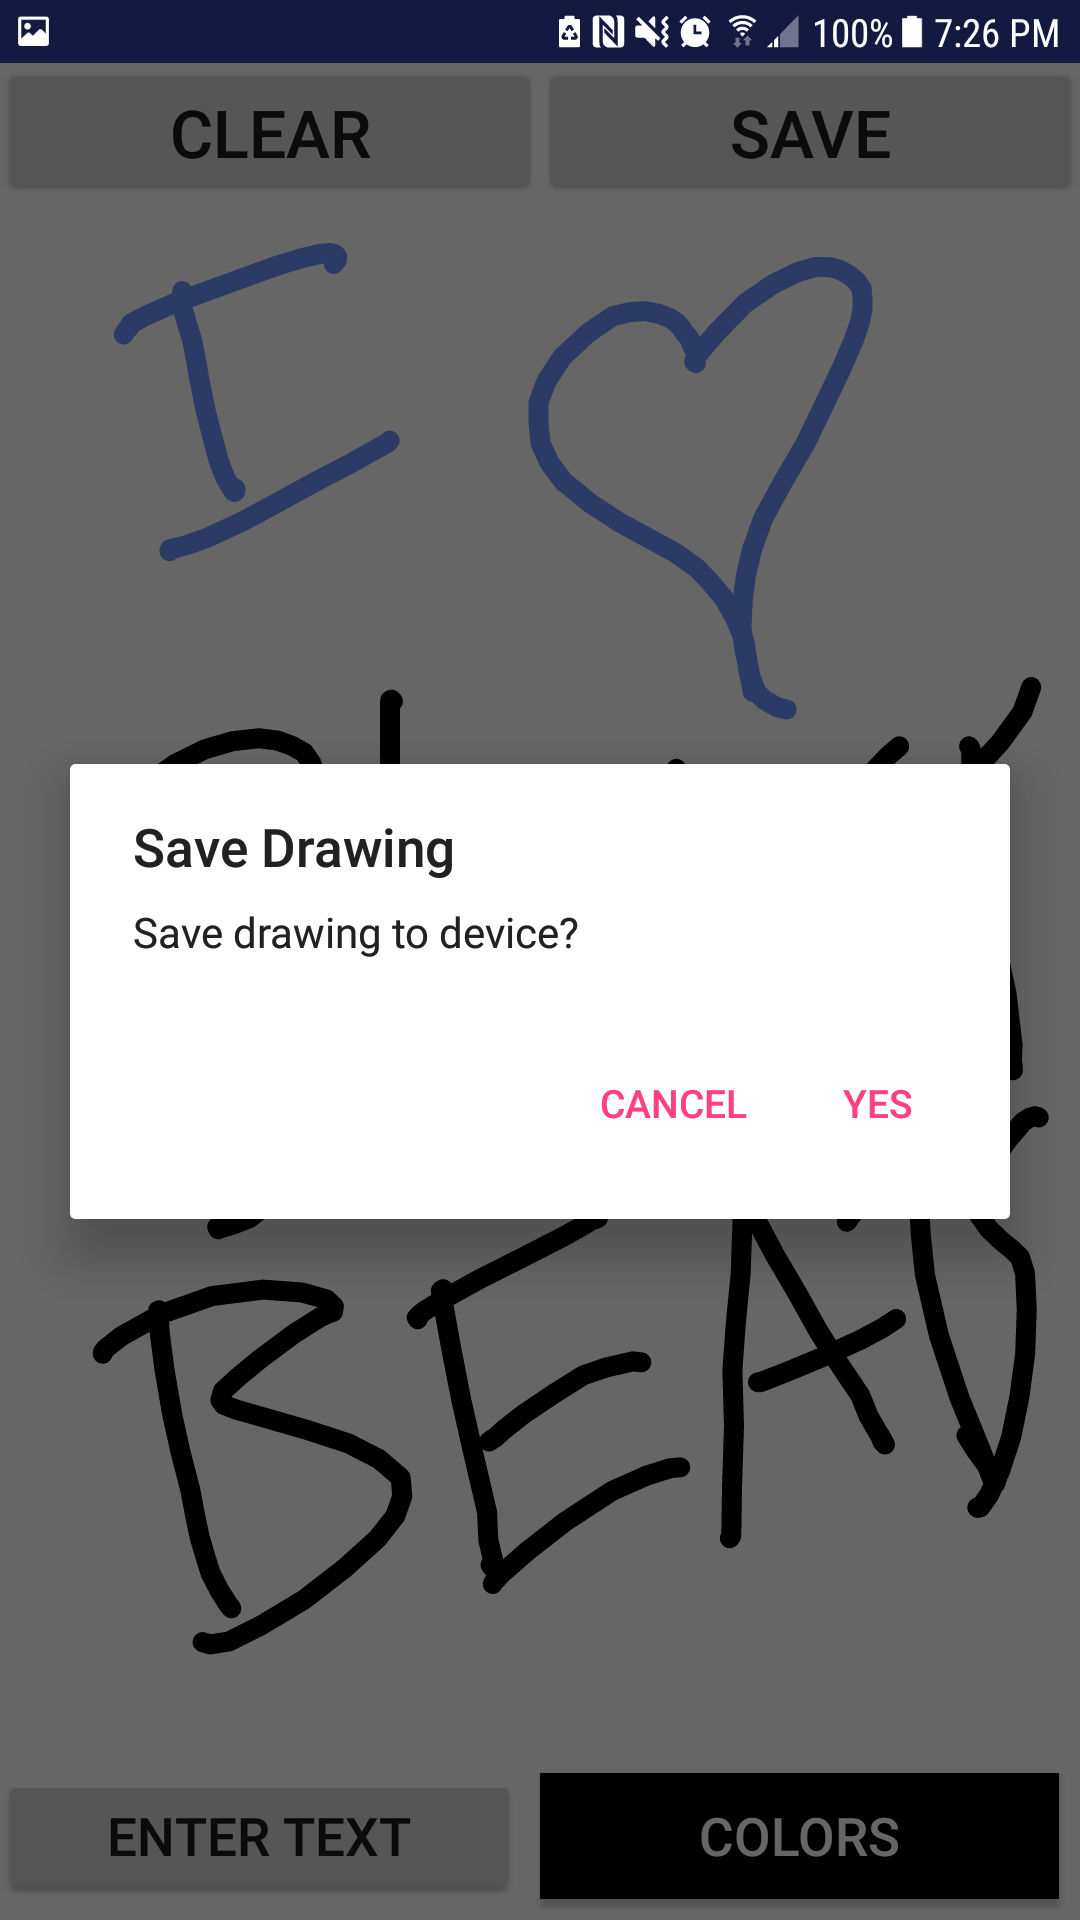 100% 7:26 PM
CLEAR SAVE
I
Save Drawing
Save drawing to device?
CANCEL YES
BEAD
ENTER TEXT COLORS